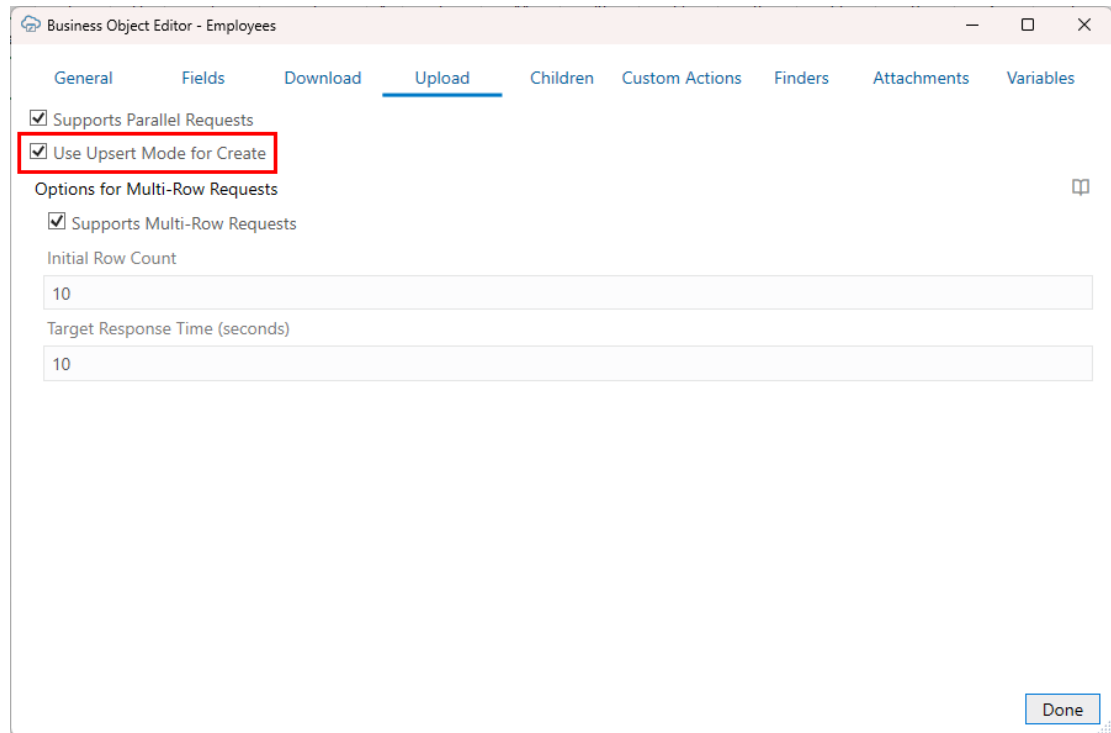 Business Object Editor - Employees
General Fields Download Upload Children Custom Actions Finders Attachments Variables
Supports Parallel Requests
Use Upsert Mode for Create
Options for Multi-Row Requests
Supports Multi-Row Requests
Initial Row Count
10
Target Response Time (seconds)
10
Done